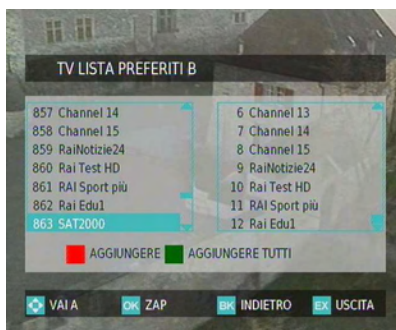 TV LISTA PREFERITI B
857 Channel 14
858 Channel 15
859 RaiNotizie24
860 Rai Test HD
861 RAI Sport più
862 Rai Edu1
863 SAT2000
6 Channel 13
7 Channel 14
8 Channel 15
9 RaiNotizie24
10 Rai Test HD
11 RAI Sport più
12 Rai Edu1
AGGIUNGERE AGGIUNGERE TUTTI
VAI A OK ZAP BK INDIETRO EX USCITA